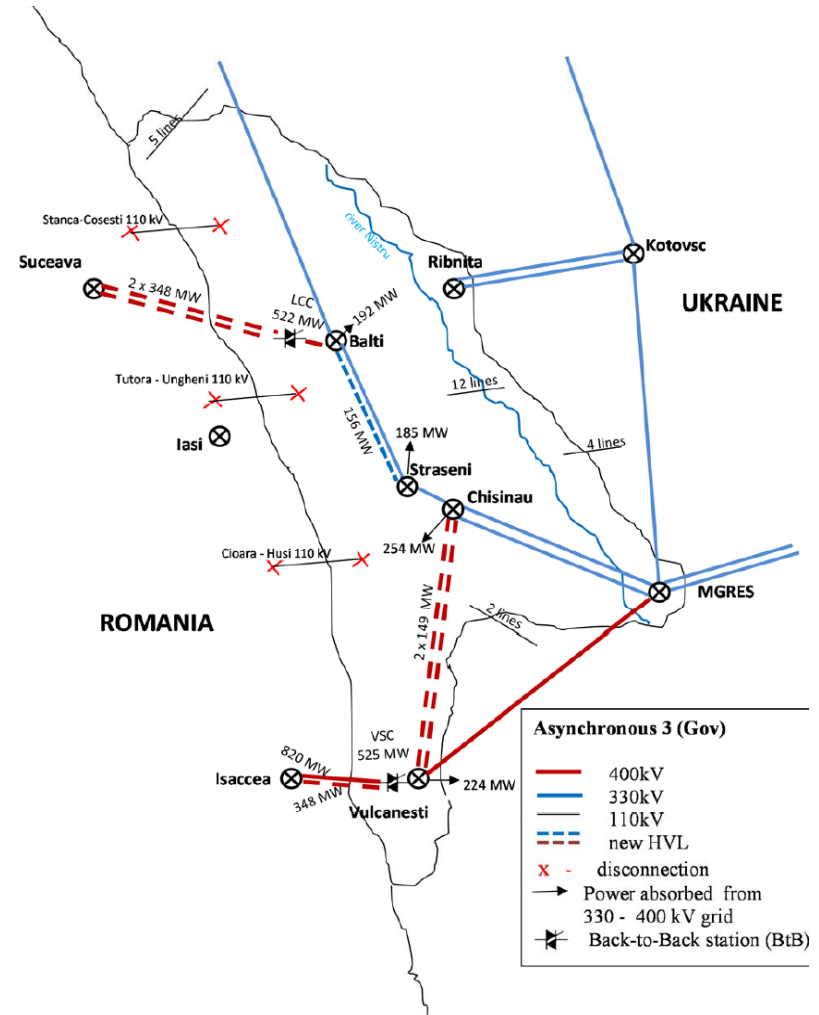 5 lines
Stanca-Cosesti 110 kV
Suceava
2 x 348 MW
LCC
522 MW
192 MW
Balti
river Nistru
Ribnita
Kotovsc
UKRAINE
Tutora - Ungheni 110 kV
Iasi
156 MW
12 lines
4 lines
185 MW
Straseni
Chisinau
254 MW
Cioara - Husi 110 kV
ROMANIA
2 x 149 MW
2 lines
MGRES
VSC
525 MW
820 MW
Isaccea
348 MW
Vulcanesti
224 MW
Asynchronous 3 (Gov)
400kV
330kV
110kV
new HVL
x - disconnection
Power absorbed from
330 - 400 kV grid
Back-to-Back station (BtB)